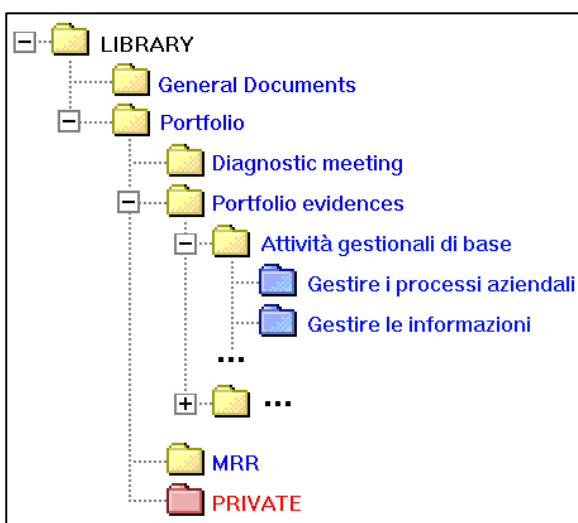 LIBRARY
General Documents
Portfolio
Diagnostic meeting
Portfolio evidences
Attività gestionali di base
Gestire i processi aziendali
Gestire le informazioni
...
...
MRR
PRIVATE